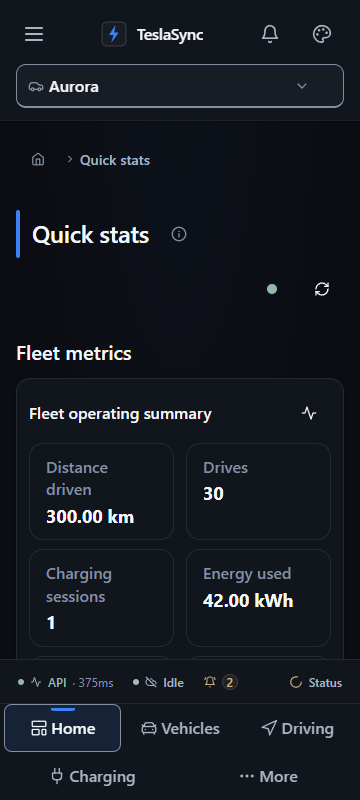 TeslaSync
Aurora
Quick stats
Quick stats
Fleet metrics
Fleet operating summary
Distance driven
300.00 km
Drives
30
Charging sessions
1
Energy used
42.00 kWh
API · 375ms
Idle
2
Status
Home
Vehicles
Driving
Charging
More